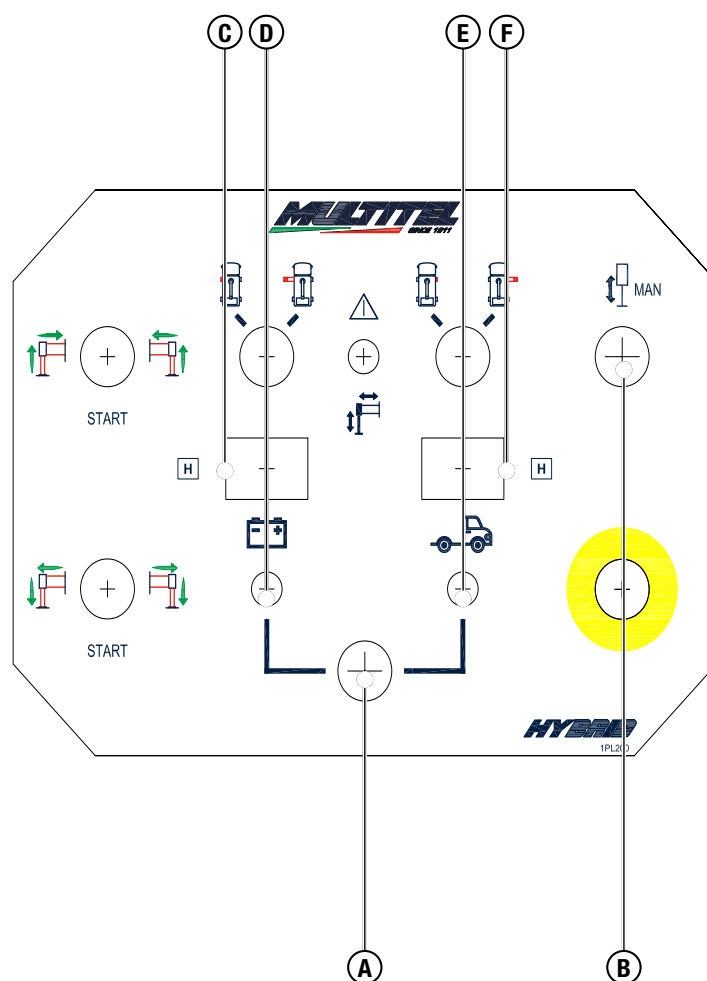 C D E F
MULTITEL
SINCE 1911
MAN
START
H H
START
HYBRID
1PL200
A B